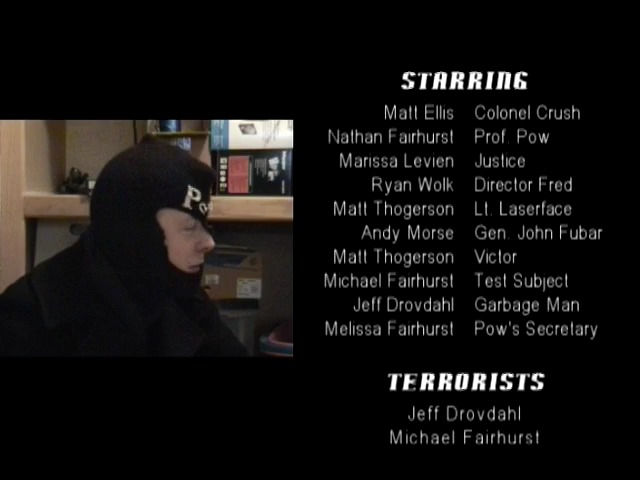 STARRING
Matt Ellis Colonel Crush
Nathan Fairhurst Prof. Pow
Marissa Levien Justice
Ryan Wolk Director Fred
Matt Thogerson Lt. Laserface
Andy Morse Gen. John Fubar
Matt Thogerson Victor
Michael Fairhurst Test Subject
Jeff Drovdahl Garbage Man
Melissa Fairhurst Pow's Secretary
TERRORISTS
Jeff Drovdahl
Michael Fairhurst